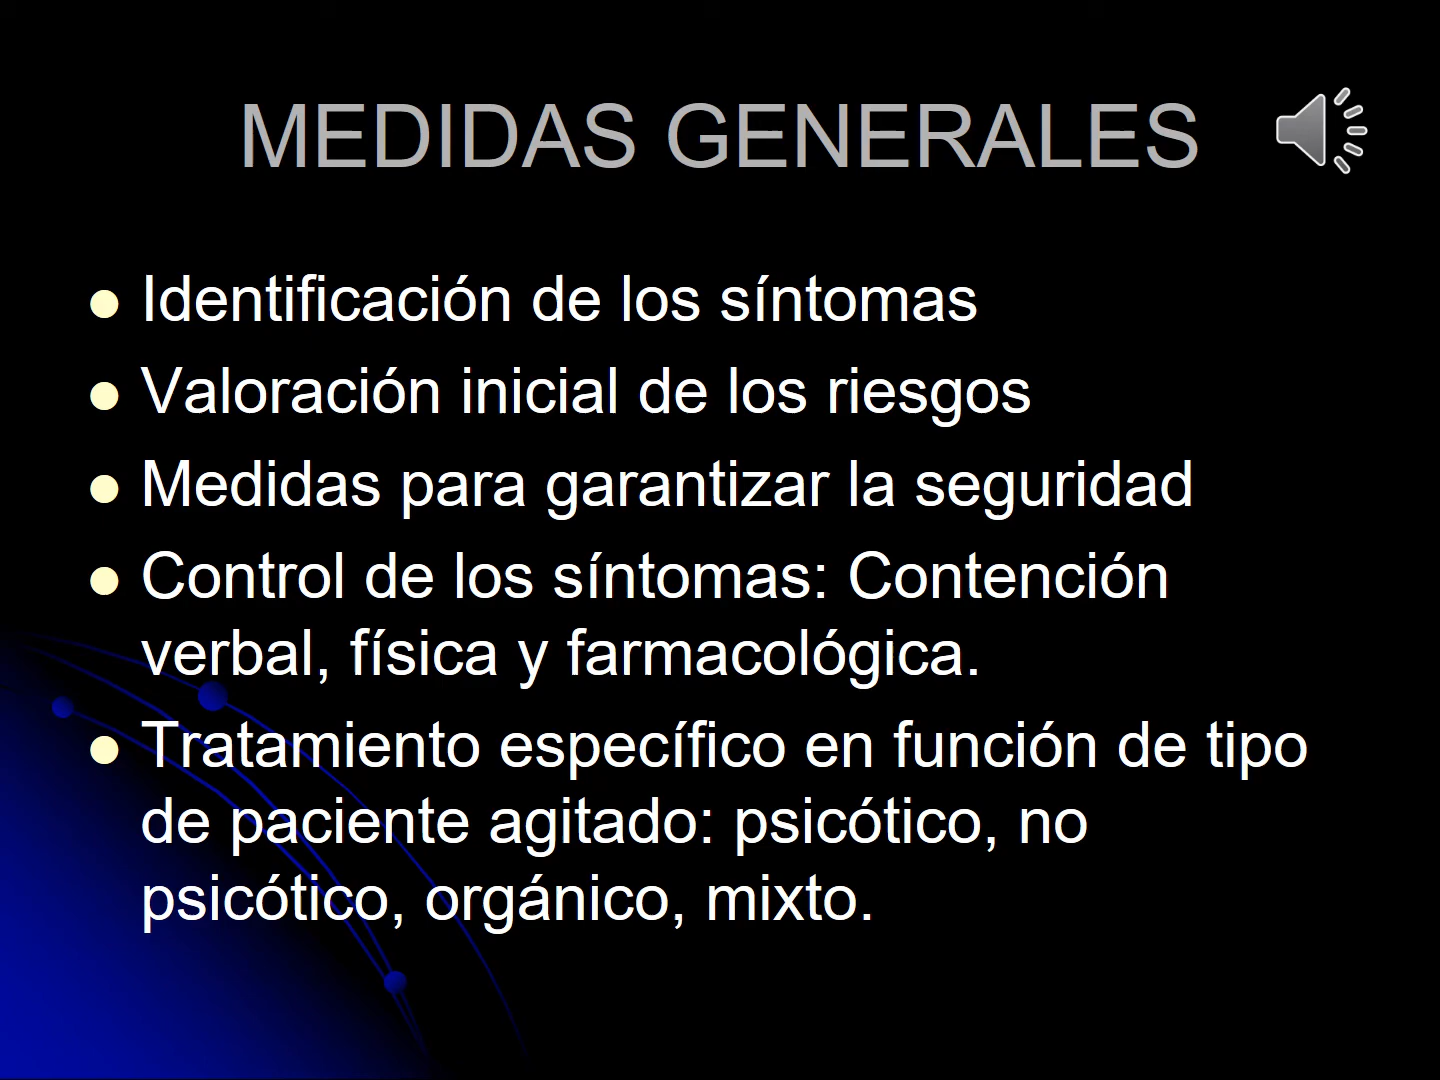 MEDIDAS GENERALES
Identificación de los síntomas
Valoración inicial de los riesgos
Medidas para garantizar la seguridad
Control de los síntomas: Contención
verbal, física y farmacológica.
Tratamiento específico en función de tipo
de paciente agitado: psicótico, no
psicótico, orgánico, mixto.